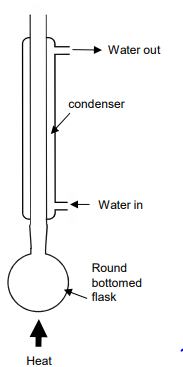 Water out
condenser
Water in
Round
bottomed
flask
Heat